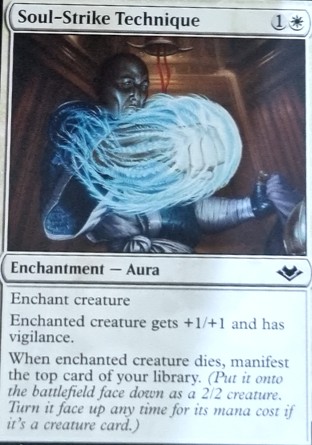 Soul-Strike Technique 1
Enchantment — Aura
Enchant creature
Enchanted creature gets +1/+1 and has
vigilance.
When enchanted creature dies, manifest
the top card of your library. (Put it onto
the battlefield face down as a 2/2 creature.
Turn it face up any time for its mana cost if
it's a creature card.)